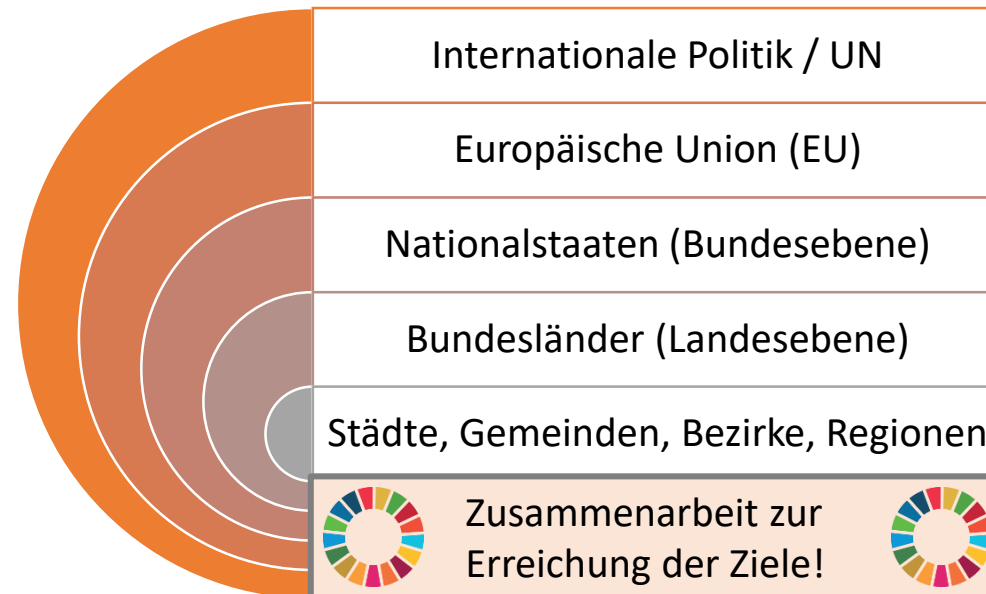 Internationale Politik / UN
Europäische Union (EU)
Nationalstaaten (Bundesebene)
Bundesländer (Landesebene)
Städte, Gemeinden, Bezirke, Regionen
Zusammenarbeit zur
Erreichung der Ziele!